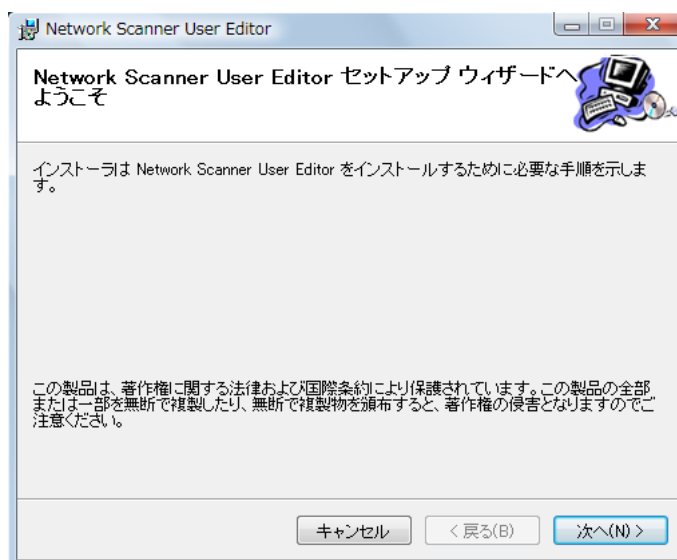 Network Scanner User Editor
Network Scanner User Editor セットアップ ウィザードへ
ようこそ
インストーラは Network Scanner User Editor をインストールするために必要な手順を示しま
す。
この製品は、著作権に関する法律および国際条約により保護されています。この製品の全部
または一部を無断で複製したり、無断で複製物を頒布すると、著作権の侵害となりますのでご
注意ください。
キャンセル < 戻る(B) 次へ(N) >